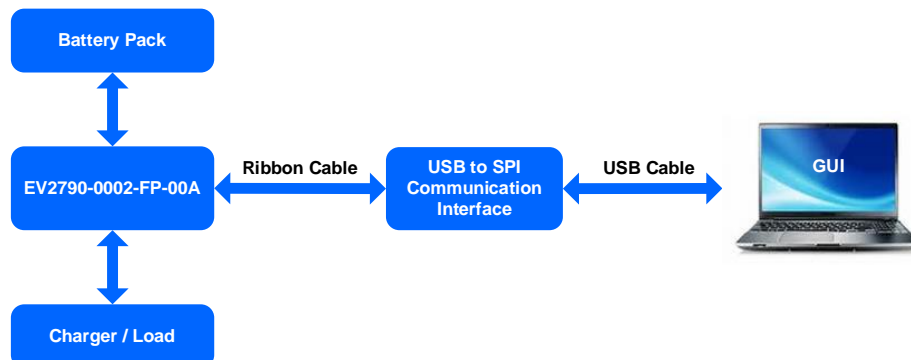 Battery Pack
EV2790-0002-FP-00A
Ribbon Cable
USB to SPI
Communication
Interface
USB Cable
GUI
Charger / Load